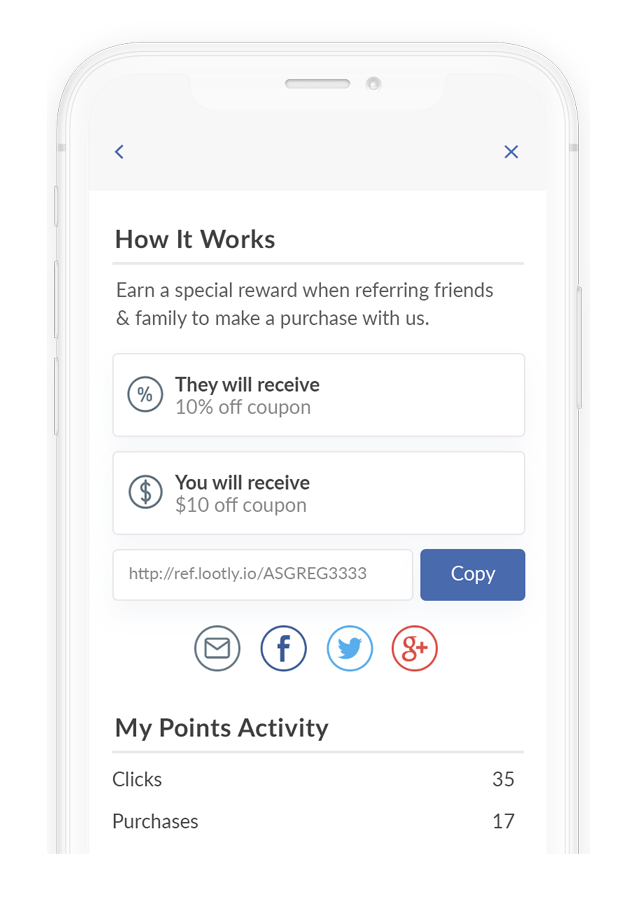 How It Works
Earn a special reward when referring friends
& family to make a purchase with us.
%
They will receive
10% off coupon
$
You will receive
$10 off coupon
http://ref.lootly.io/ASGREG3333
Copy
f
g+
My Points Activity
Clicks 35
Purchases 17